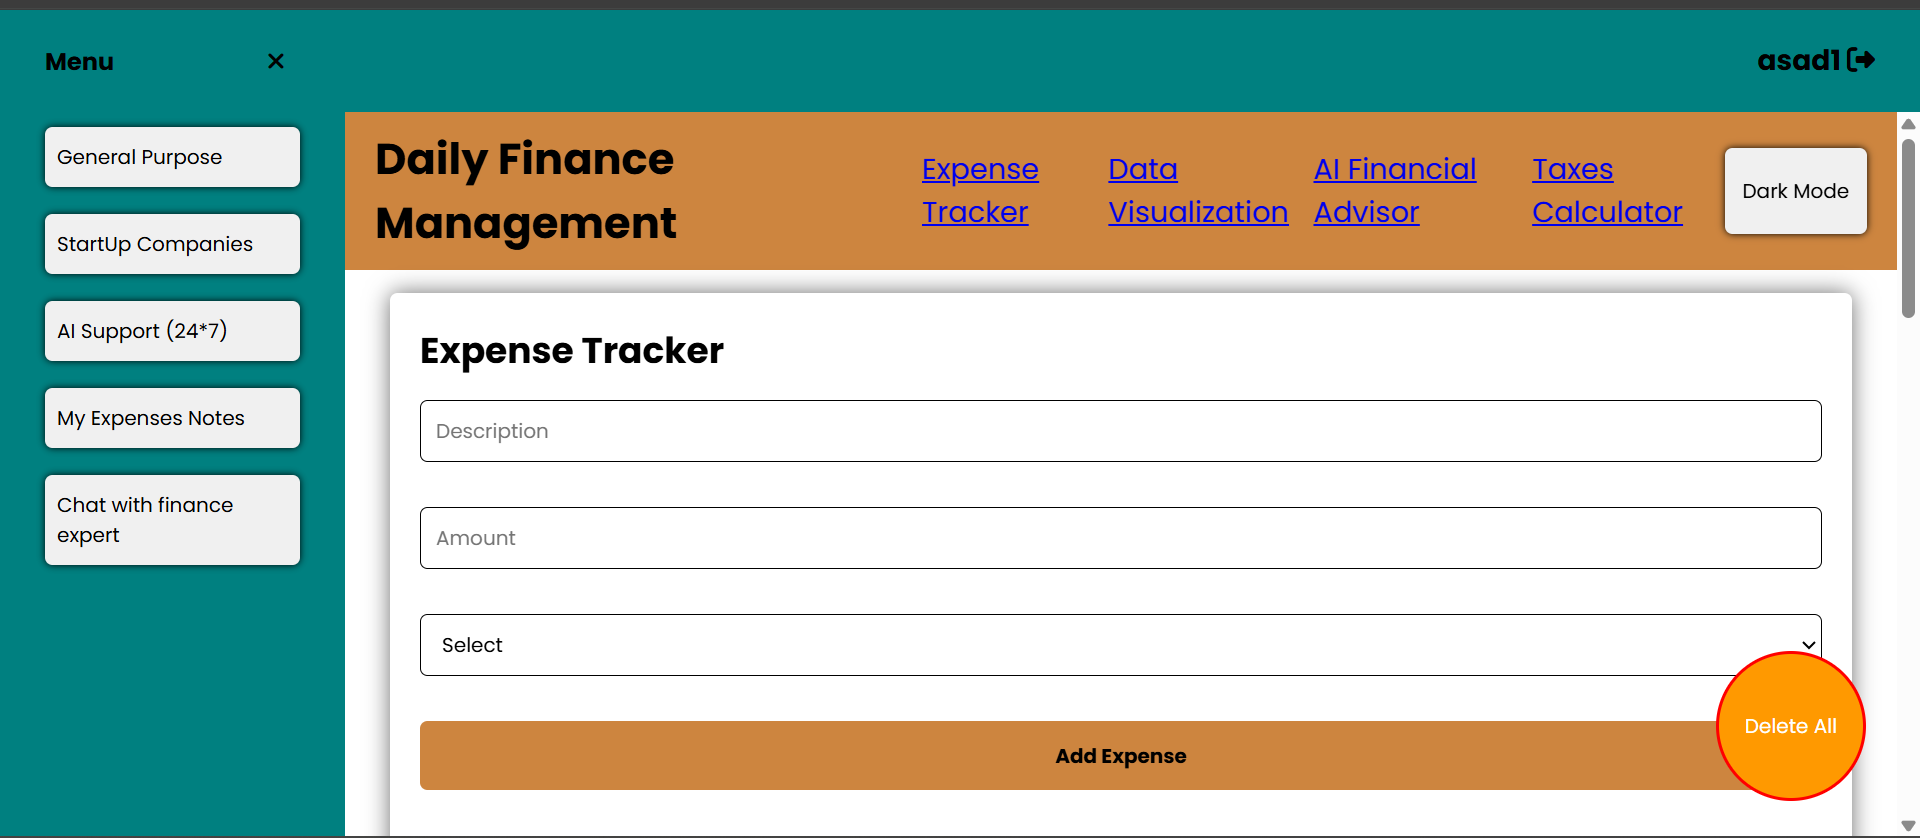 Menu
asad1
General Purpose
StartUp Companies
AI Support (24*7)
My Expenses Notes
Chat with finance
expert
Daily Finance
Management
Expense
Tracker
Data
Visualization
AI Financial
Advisor
Taxes
Calculator
Dark Mode
Expense Tracker
Description
Amount
Select
Delete All
Add Expense